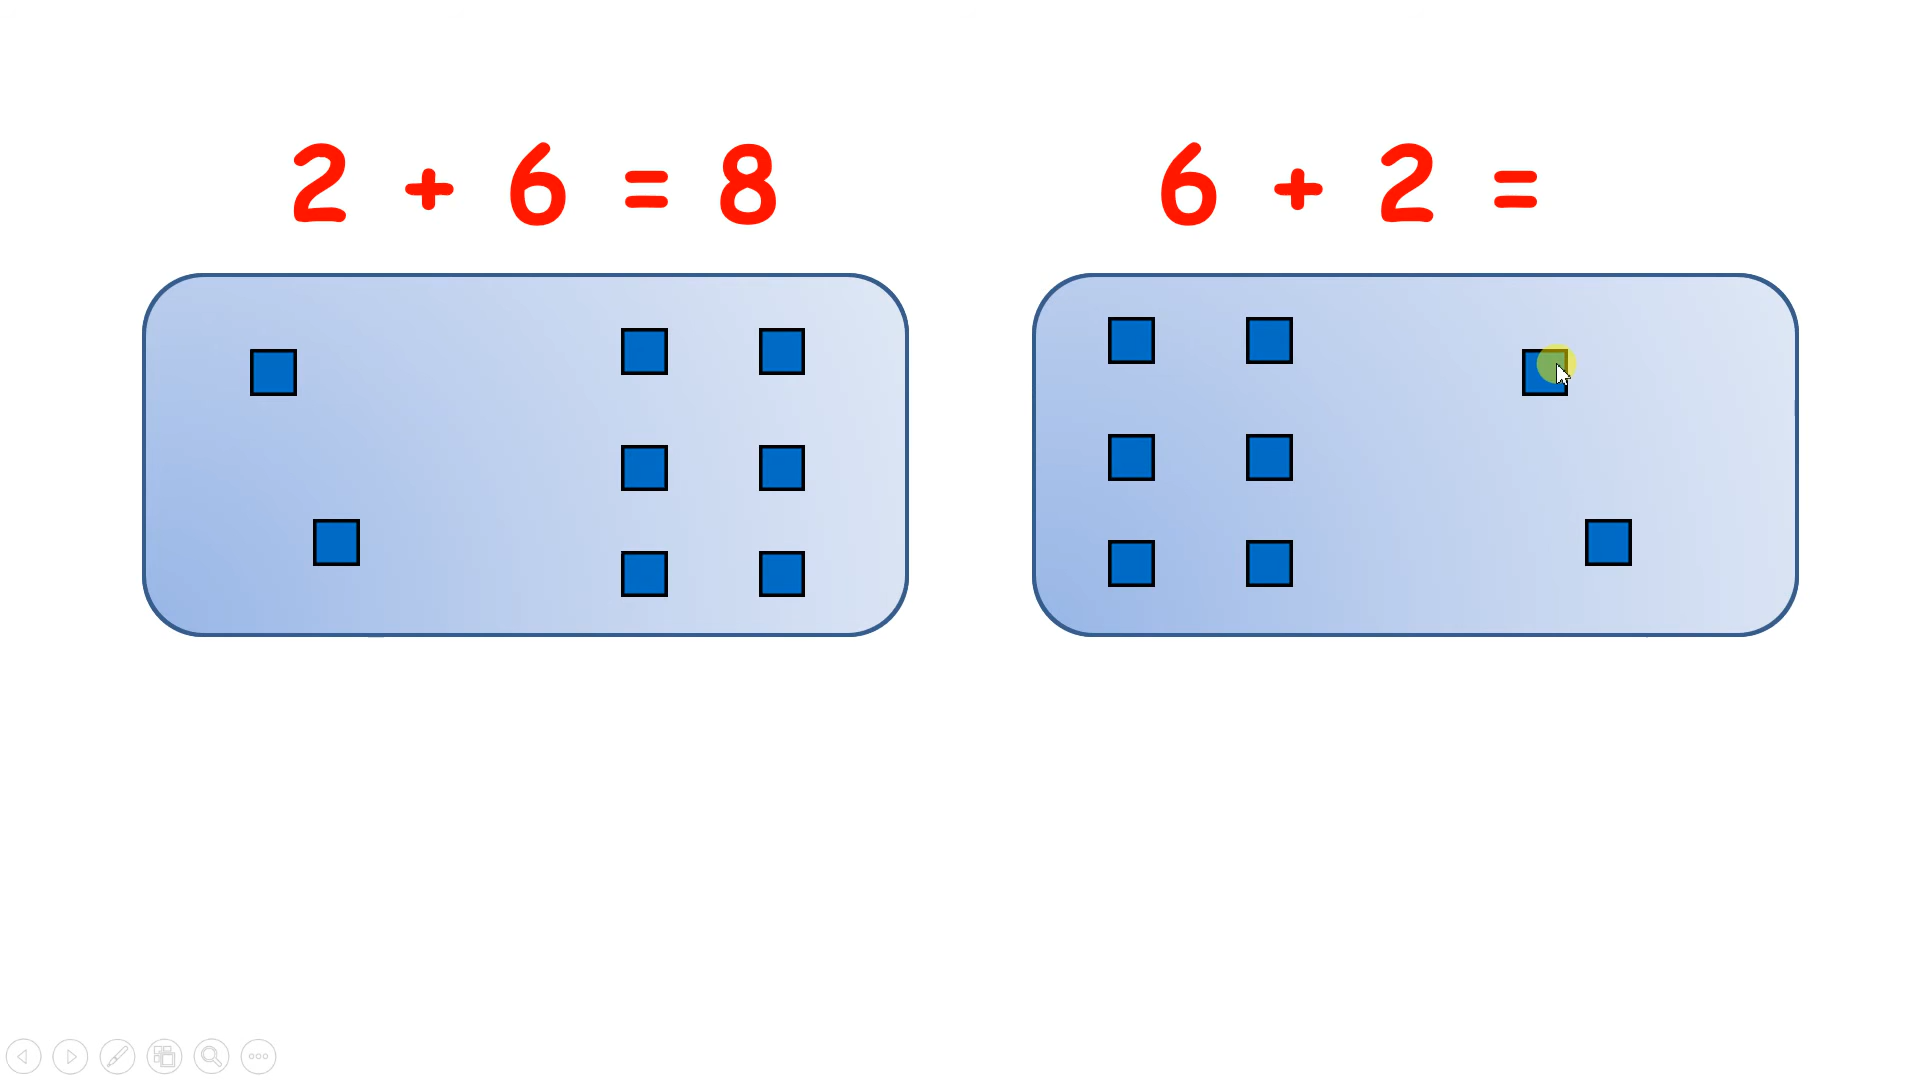 2 + 6 = 8
6 + 2 =